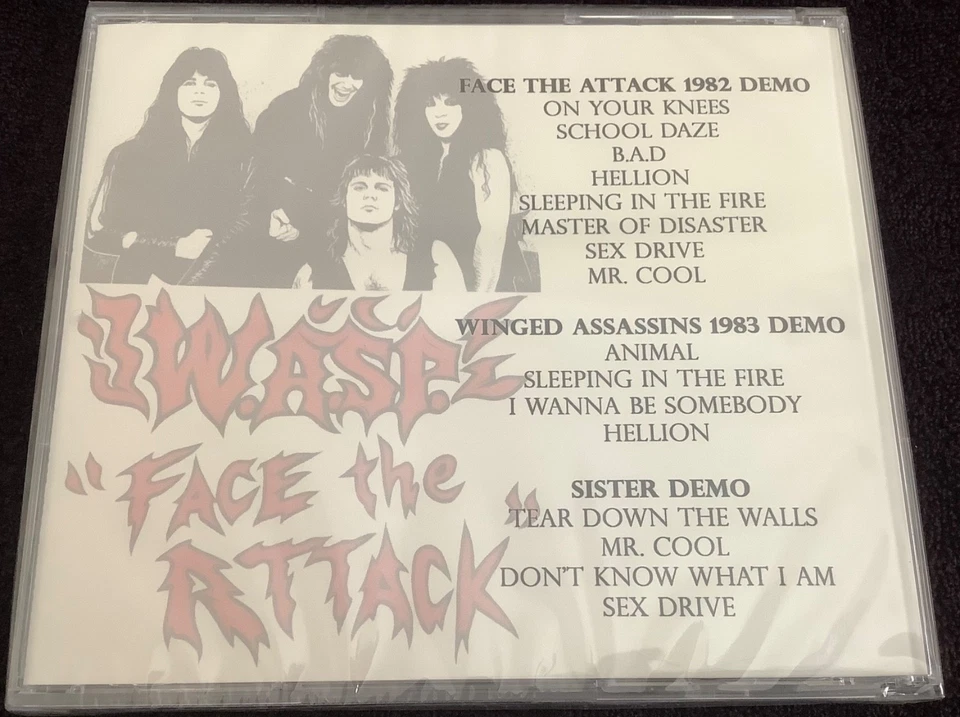 FACE THE ATTACK 1982 DEMO
ON YOUR KNEES
SCHOOL DAZE
B.A.D
HELLION
SLEEPING IN THE FIRE
MASTER OF DISASTER
SEX DRIVE
MR. COOL
WINGED ASSASSINS 1983 DEMO
ANIMAL
SLEEPING IN THE FIRE
I WANNA BE SOMEBODY
HELLION
SISTER DEMO
TEAR DOWN THE WALLS
MR. COOL
DON'T KNOW WHAT I AM
SEX DRIVE
W.A.S.P.
"FACE the
ATTACK"